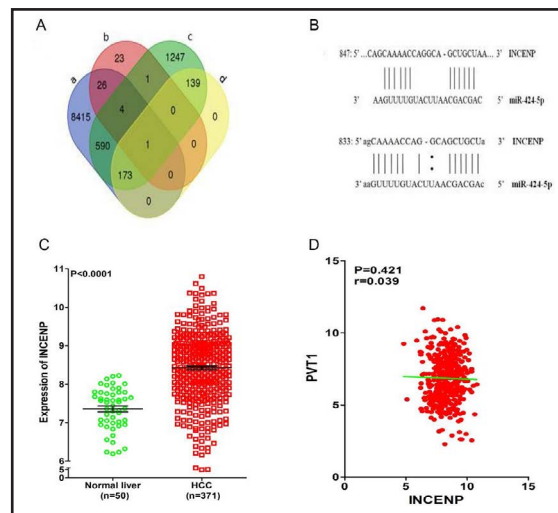 A
a
b
c
d
23
1247
26
1
139
8415
4
0
0
590
1
0
173
0
0
B
847: 5' ...CAGCAAAACCAGGCA - GCUGCUAA... 3' INCENP
3' AAGUUUUGUACUUAACGACGAC 5' miR-424-5p
833: 5' agCAAAACCAG - GCAGCUGCUa 3' INCENP
3' aaGUUUUGUACUUAACGACGAc 5' miR-424-5p
C
P<0.0001
Expression of INCENP
11
10
9
8
7
6
5
0
Normal liver
(n=50)
HCC
(n=371)
D
P=0.421
r=0.039
PVT1
15
10
5
0
0
5
10
15
INCENP